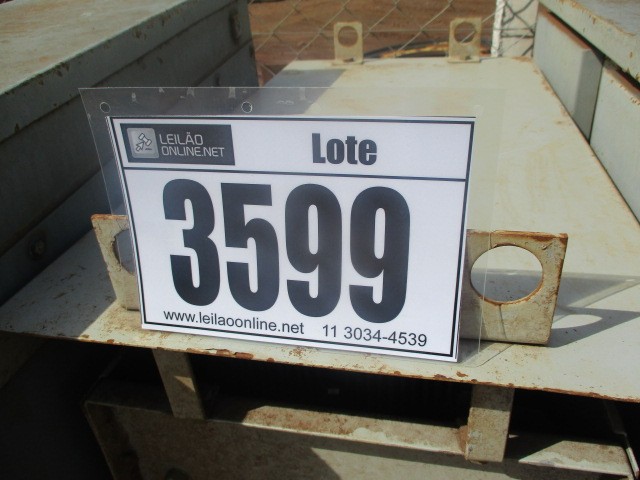 LEILÃO
ONLINE.NET
Lote
3599
www.leilaoonline.net 11 3034-4539